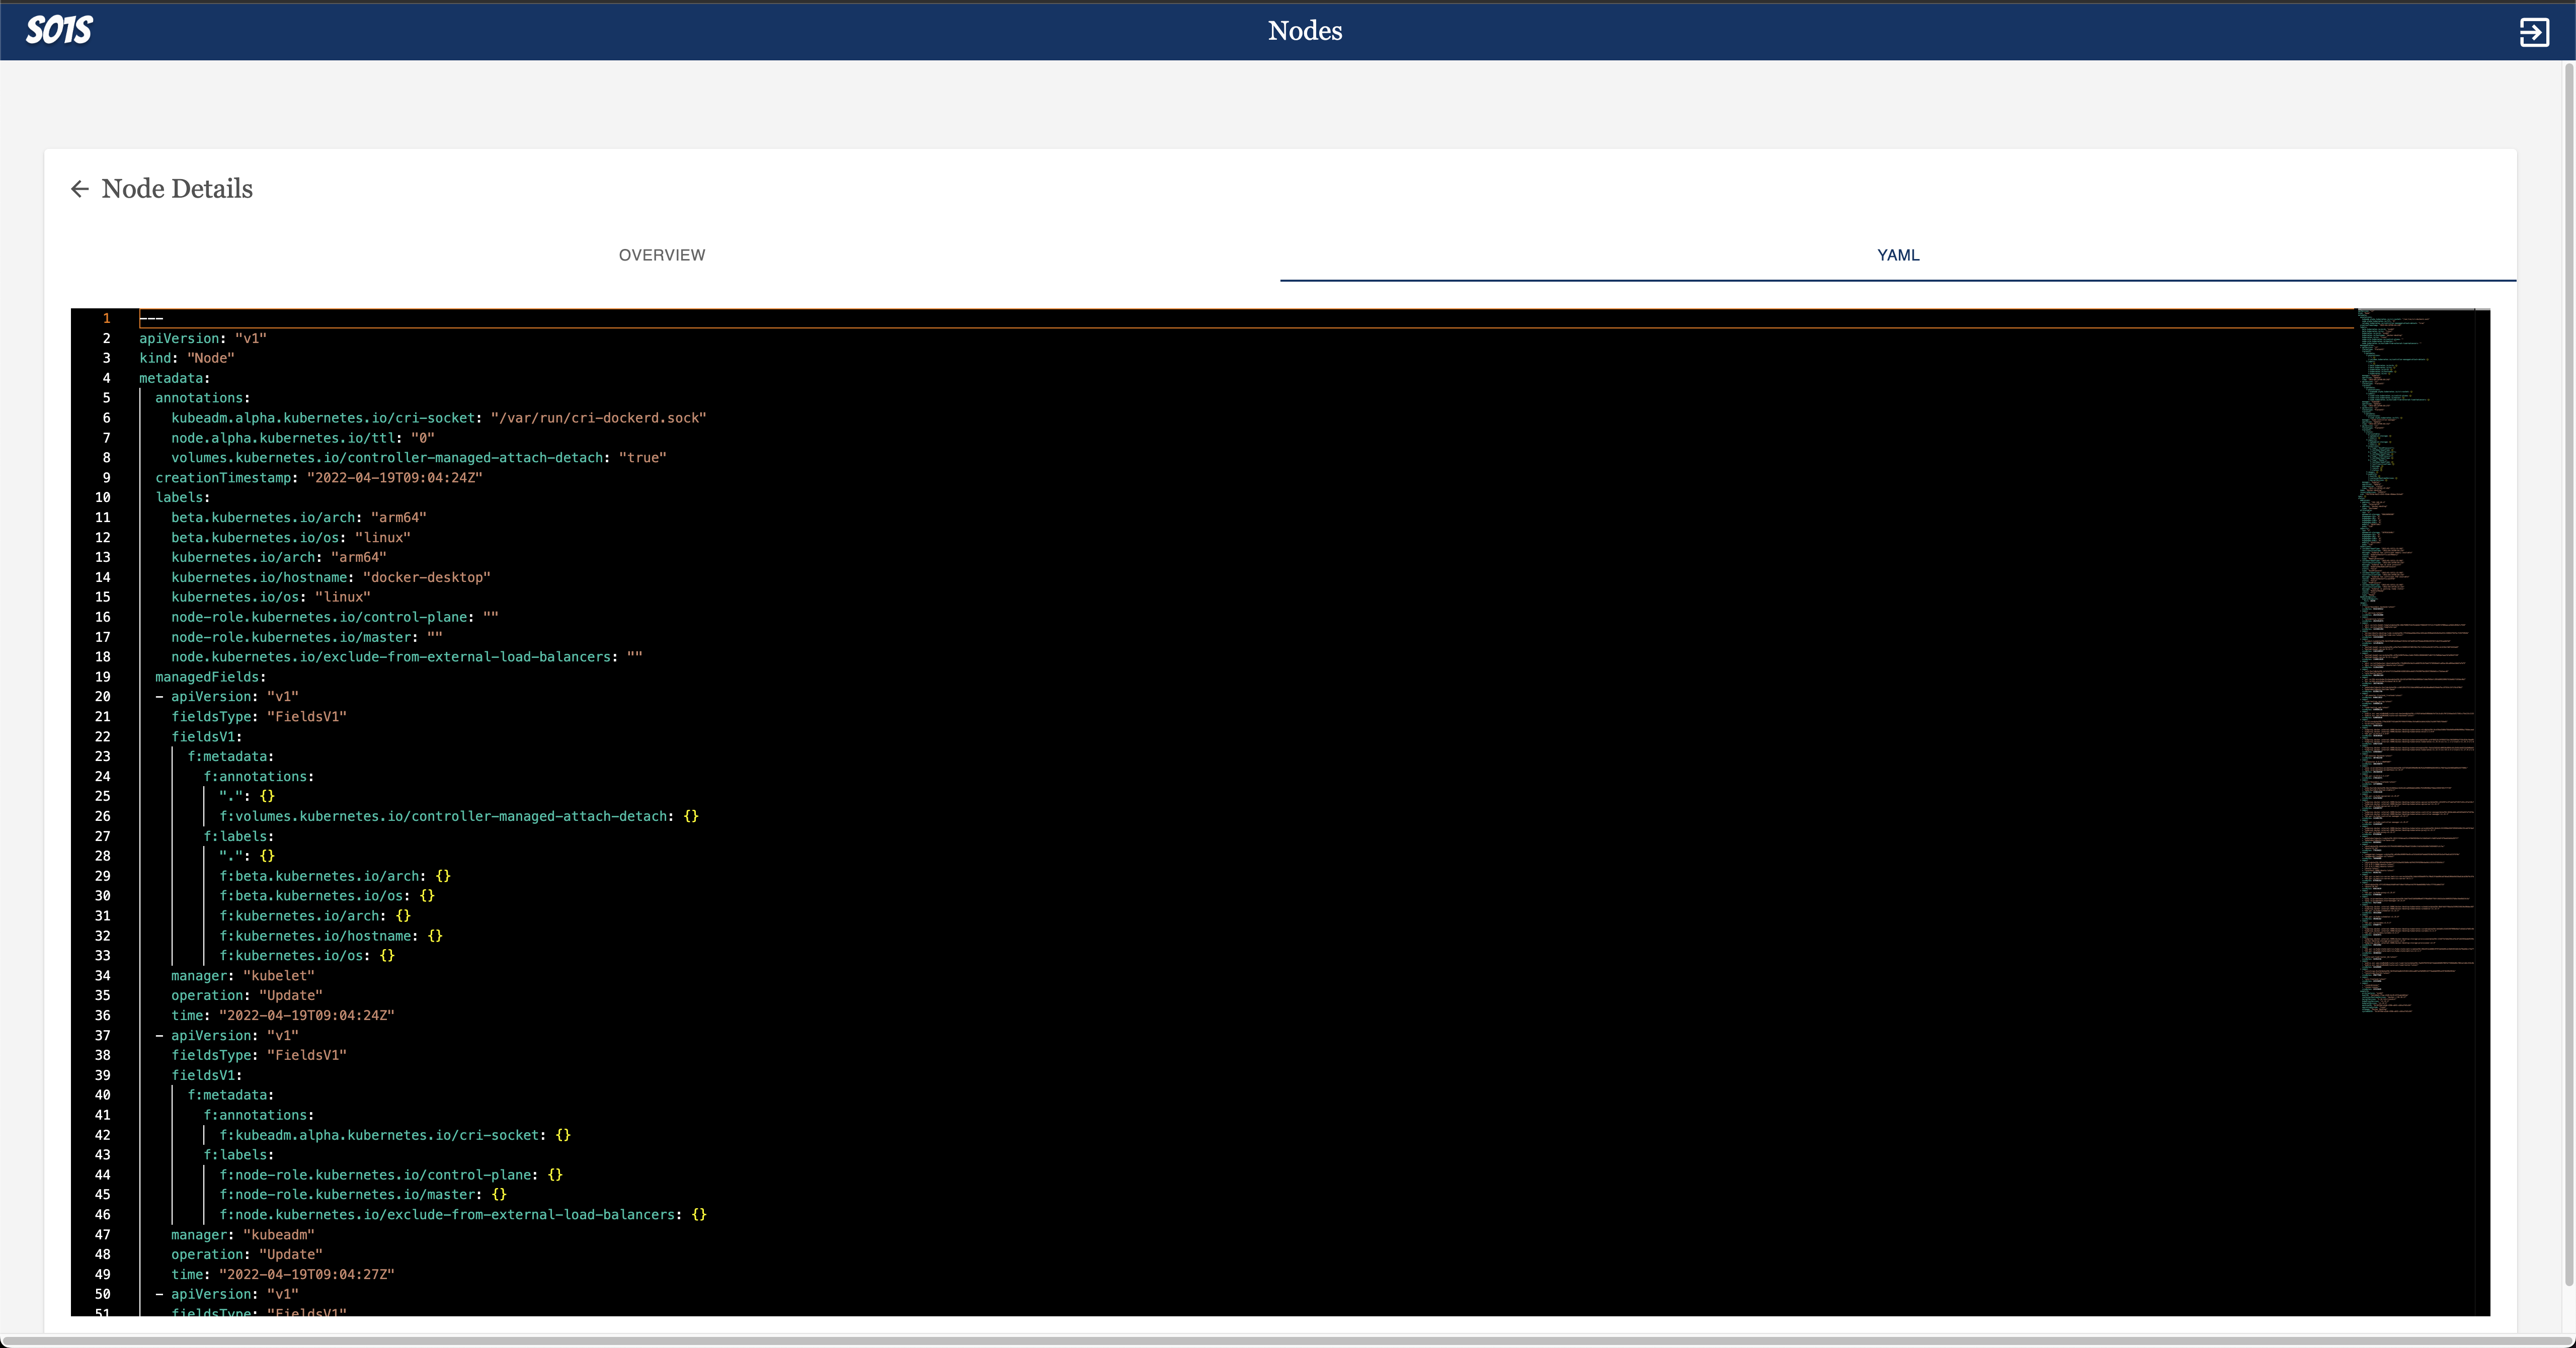 SO1S
Nodes
Node Details
OVERVIEW
YAML
1 ---
2 apiVersion: "v1"
3 kind: "Node"
4 metadata:
5 annotations:
6 kubeadm.alpha.kubernetes.io/cri-socket: "/var/run/cri-dockerd.sock"
7 node.alpha.kubernetes.io/ttl: "0"
8 volumes.kubernetes.io/controller-managed-attach-detach: "true"
9 creationTimestamp: "2022-04-19T09:04:24Z"
10 labels:
11 beta.kubernetes.io/arch: "arm64"
12 beta.kubernetes.io/os: "linux"
13 kubernetes.io/arch: "arm64"
14 kubernetes.io/hostname: "docker-desktop"
15 kubernetes.io/os: "linux"
16 node-role.kubernetes.io/control-plane: ""
17 node-role.kubernetes.io/master: ""
18 node.kubernetes.io/exclude-from-external-load-balancers: ""
19 managedFields:
20 - apiVersion: "v1"
21 fieldsType: "FieldsV1"
22 fieldsV1:
23 f:metadata:
24 f:annotations:
25 ".": {}
26 f:volumes.kubernetes.io/controller-managed-attach-detach: {}
27 f:labels:
28 ".": {}
29 f:beta.kubernetes.io/arch: {}
30 f:beta.kubernetes.io/os: {}
31 f:kubernetes.io/arch: {}
32 f:kubernetes.io/hostname: {}
33 f:kubernetes.io/os: {}
34 manager: "kubelet"
35 operation: "Update"
36 time: "2022-04-19T09:04:24Z"
37 - apiVersion: "v1"
38 fieldsType: "FieldsV1"
39 fieldsV1:
40 f:metadata:
41 f:annotations:
42 f:kubeadm.alpha.kubernetes.io/cri-socket: {}
43 f:labels:
44 f:node-role.kubernetes.io/control-plane: {}
45 f:node-role.kubernetes.io/master: {}
46 f:node.kubernetes.io/exclude-from-external-load-balancers: {}
47 manager: "kubeadm"
48 operation: "Update"
49 time: "2022-04-19T09:04:27Z"
50 - apiVersion: "v1"
51 fieldsType: "FieldsV1"